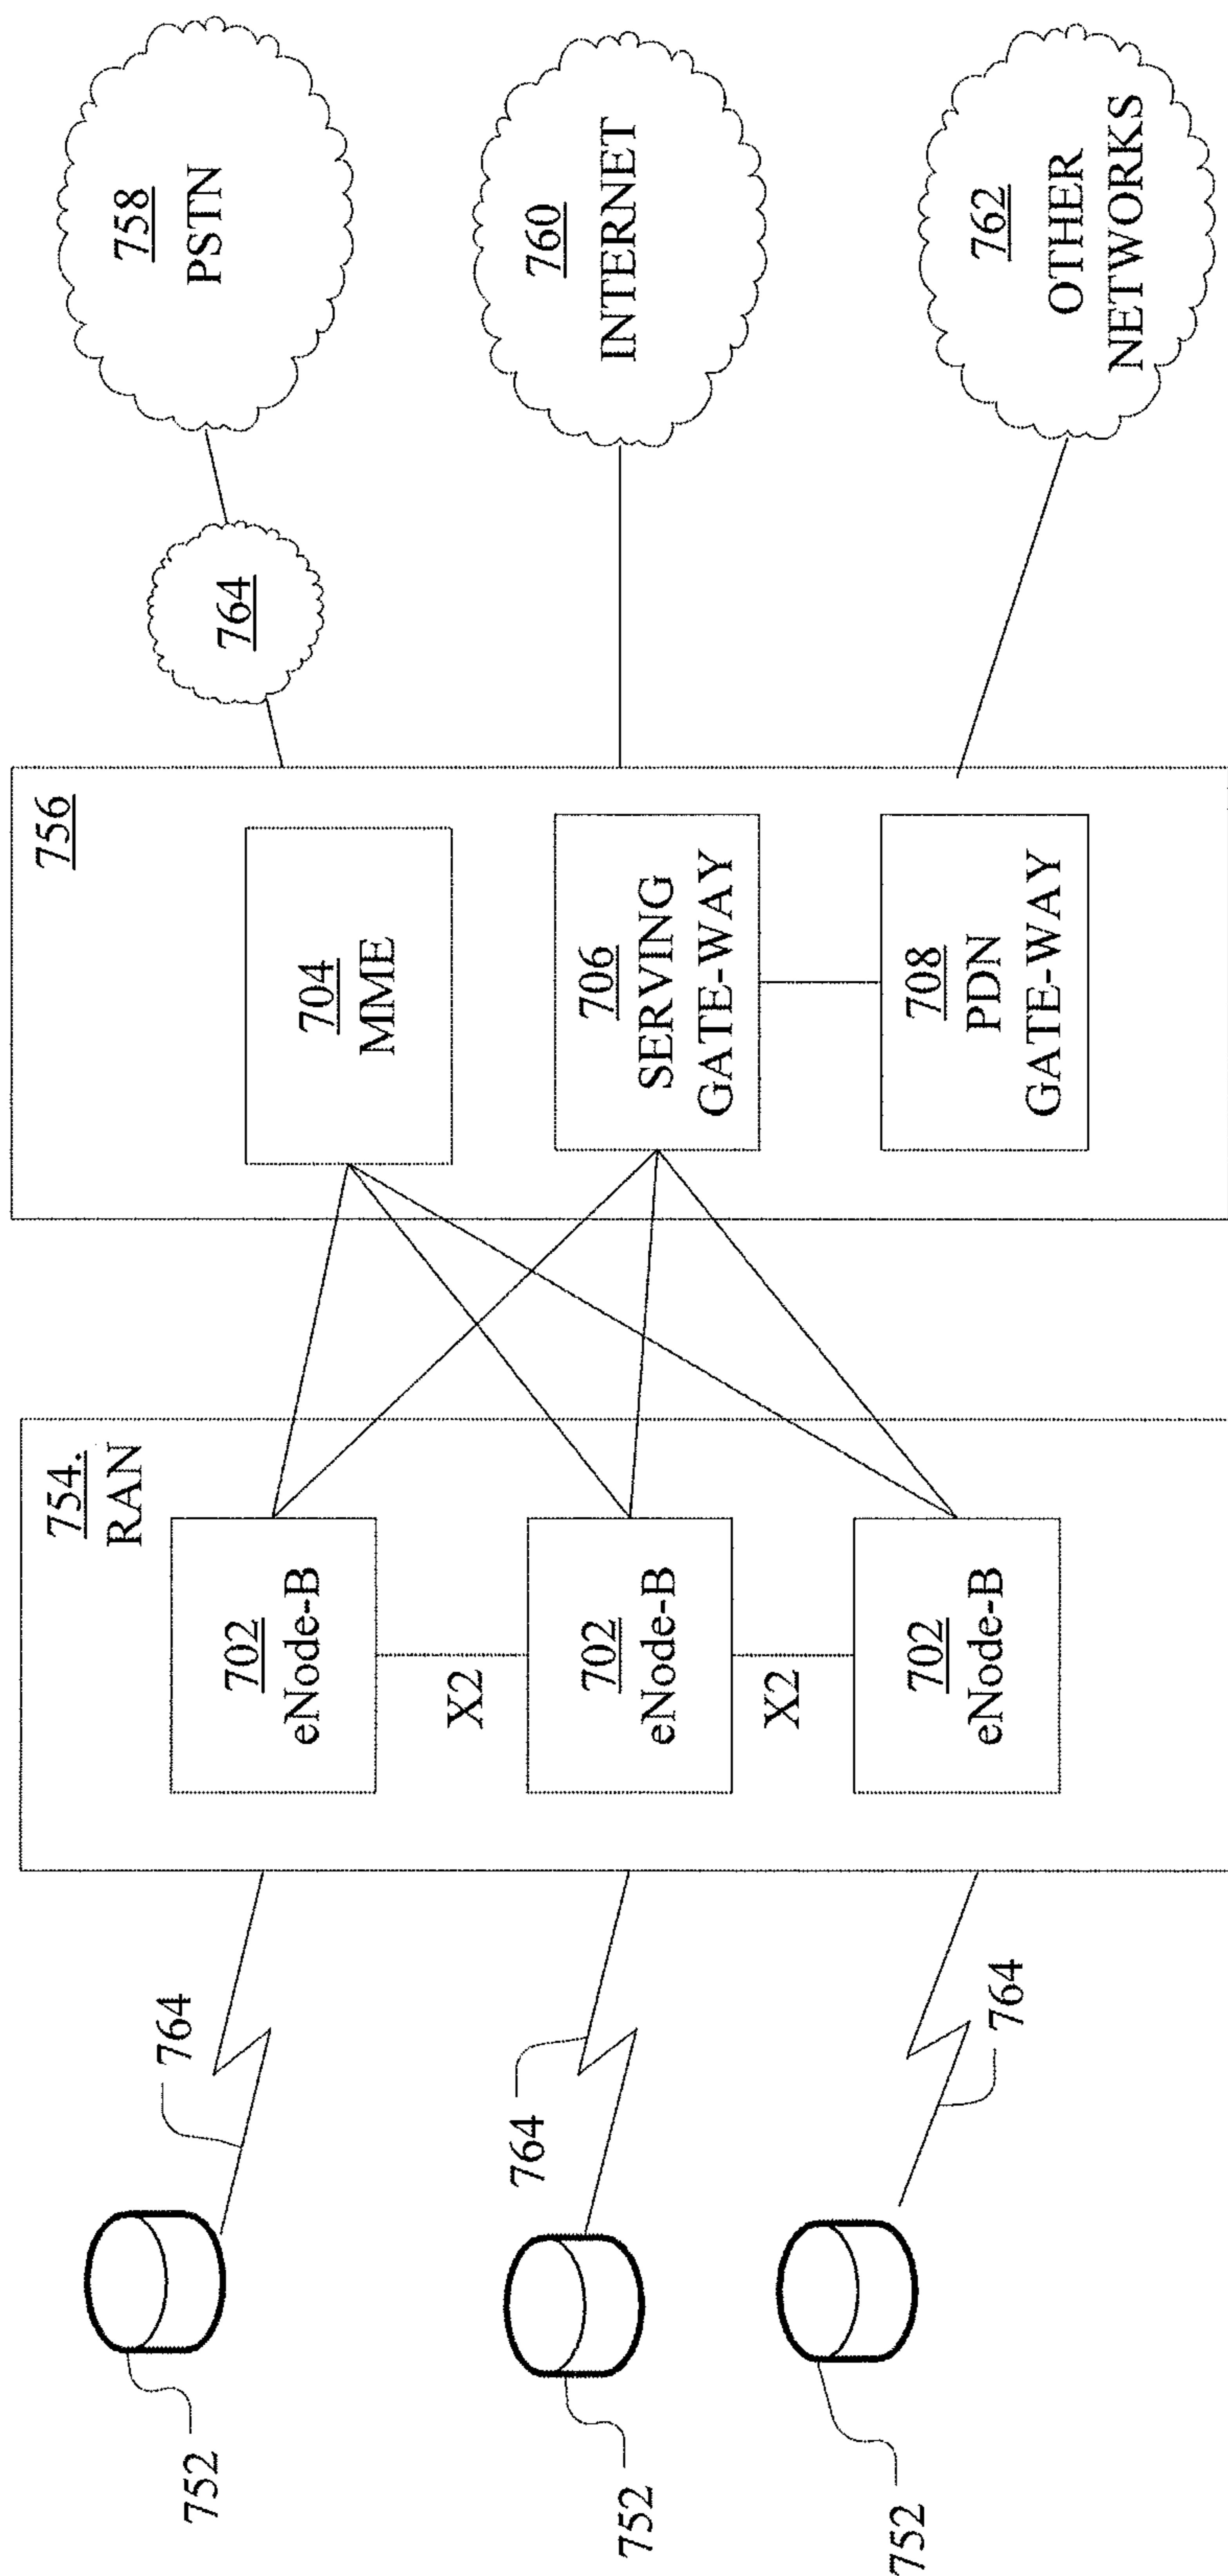 752
752
752
764
764
764
754.
RAN
702
eNode-B
X2
702
eNode-B
X2
702
eNode-B
756
704
MME
706
SERVING
GATE-WAY
708
PDN
GATE-WAY
764
758
PSTN
760
INTERNET
762
OTHER
NETWORKS